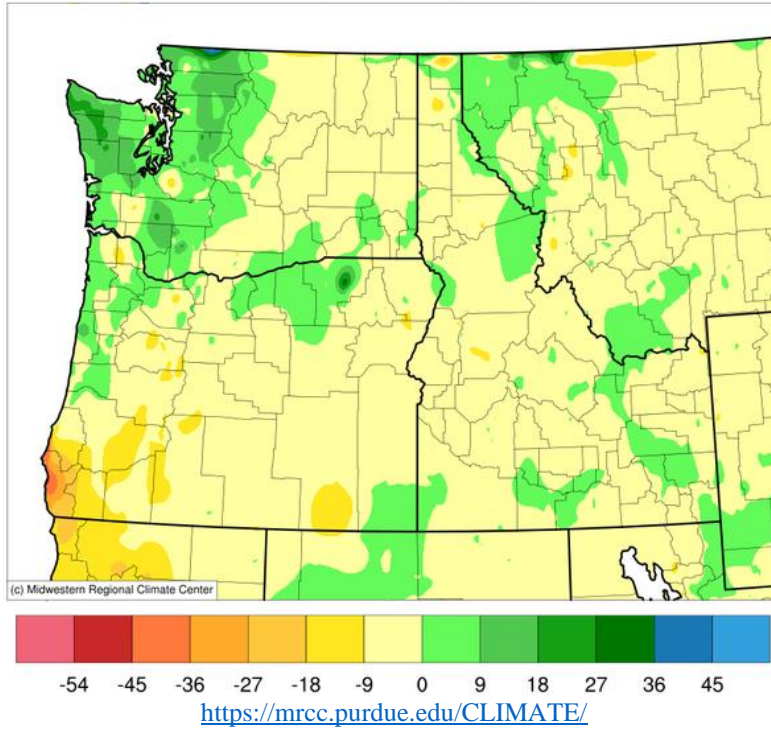 (c) Midwestern Regional Climate Center
-54 -45 -36 -27 -18 -9 0 9 18 27 36 45
https://mrcc.purdue.edu/CLIMATE/